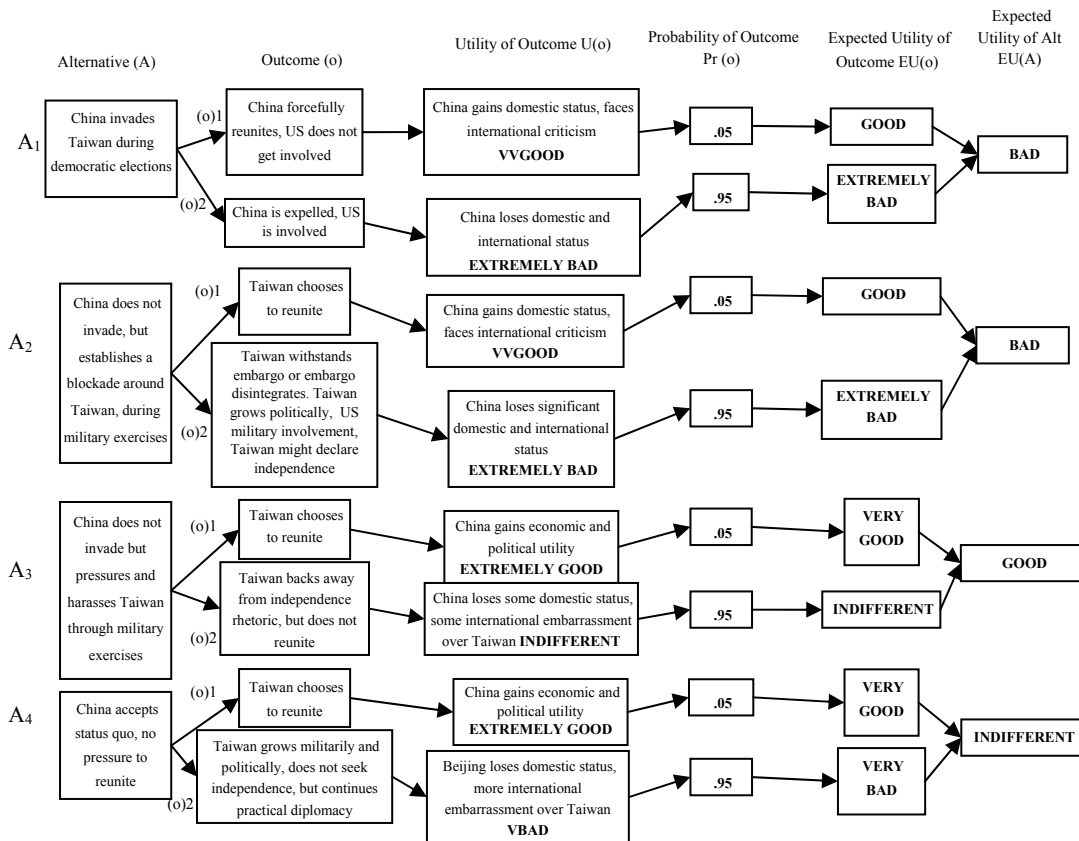 Expected
Utility of Alt
EU(A)
Expected Utility of
Outcome EU(o)
Probability of Outcome
Pr (o)
Utility of Outcome U(o)
Outcome (o)
Alternative (A)
A1
China invades
Taiwan during
democratic elections
(o)1
China forcefully
reunites, US does not
get involved
China gains domestic status, faces
international criticism
VVGOOD
.05
GOOD
(o)2
China is expelled, US
is involved
China loses domestic and
international status
EXTREMELY BAD
.95
EXTREMELY
BAD
BAD
A2
China does not
invade, but
establishes a
blockade around
Taiwan, during
military exercises
(o)1
Taiwan chooses
to reunite
China gains domestic status,
faces international criticism
VVGOOD
.05
GOOD
(o)2
Taiwan withstands
embargo or embargo
disintegrates. Taiwan
grows politically, US
military involvement,
Taiwan might declare
independence
China loses significant
domestic and international
status
EXTREMELY BAD
.95
EXTREMELY
BAD
BAD
A3
China does not
invade but
pressures and
harasses Taiwan
through military
exercises
(o)1
Taiwan chooses
to reunite
China gains economic and
political utility
EXTREMELY GOOD
.05
VERY
GOOD
(o)2
Taiwan backs away
from independence
rhetoric, but does not
reunite
China loses some domestic status,
some international embarrassment
over Taiwan INDIFFERENT
.95
INDIFFERENT
GOOD
A4
China accepts
status quo, no
pressure to
reunite
(o)1
Taiwan chooses
to reunite
China gains economic and
political utility
EXTREMELY GOOD
.05
VERY
GOOD
(o)2
Taiwan grows militarily and
politically, does not seek
independence, but continues
practical diplomacy
Beijing loses domestic status,
more international
embarrassment over Taiwan
VBAD
.95
VERY
BAD
INDIFFERENT